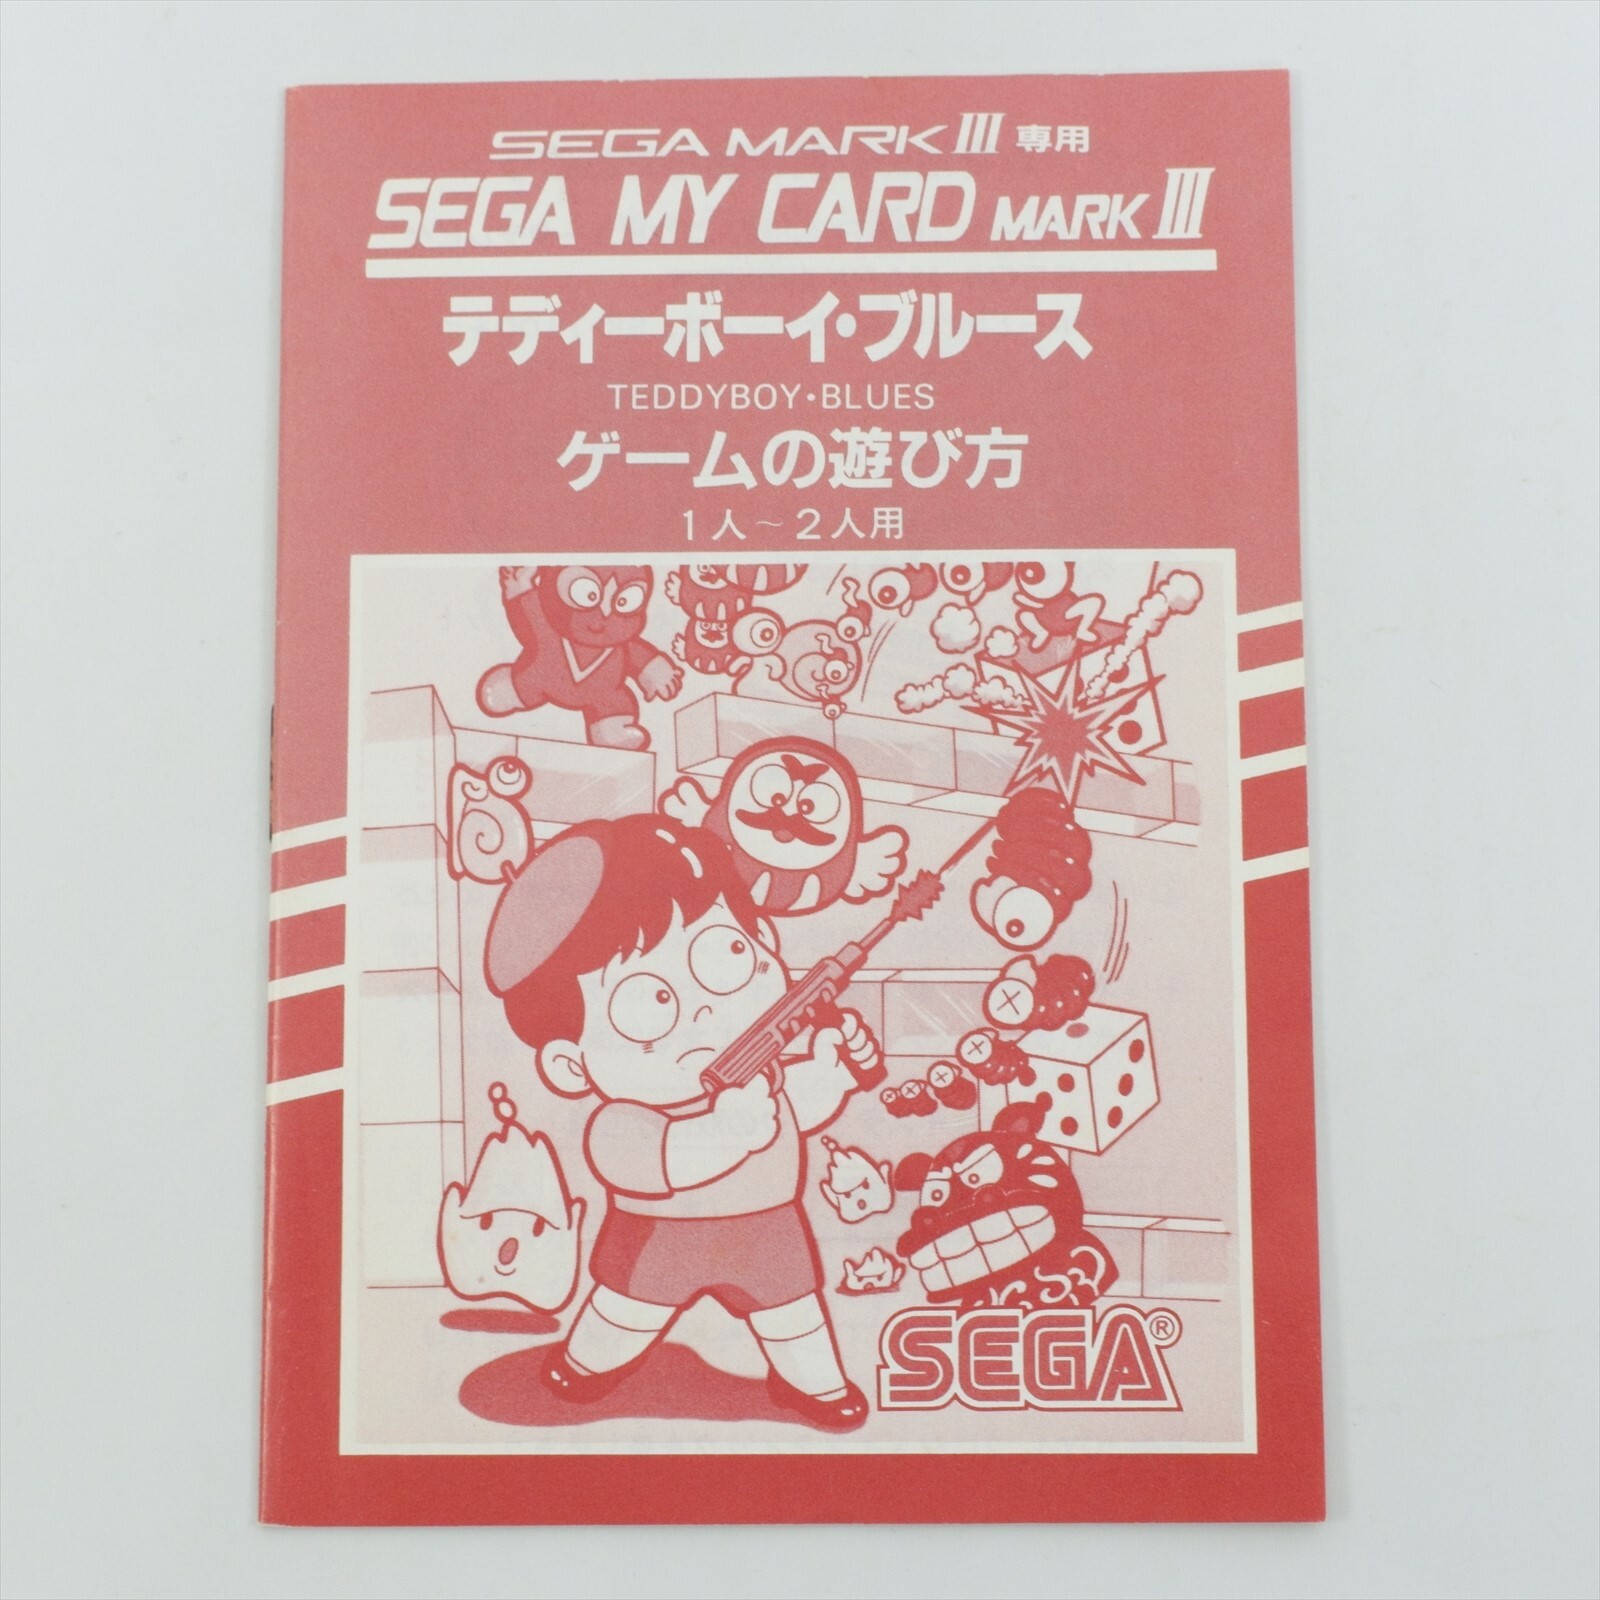 SEGA MARK III 専用
SEGA MY CARD MARK III
テディーボーイ・ブルース
TEDDYBOY・BLUES
ゲームの遊び方
1人～2人用
SEGA®